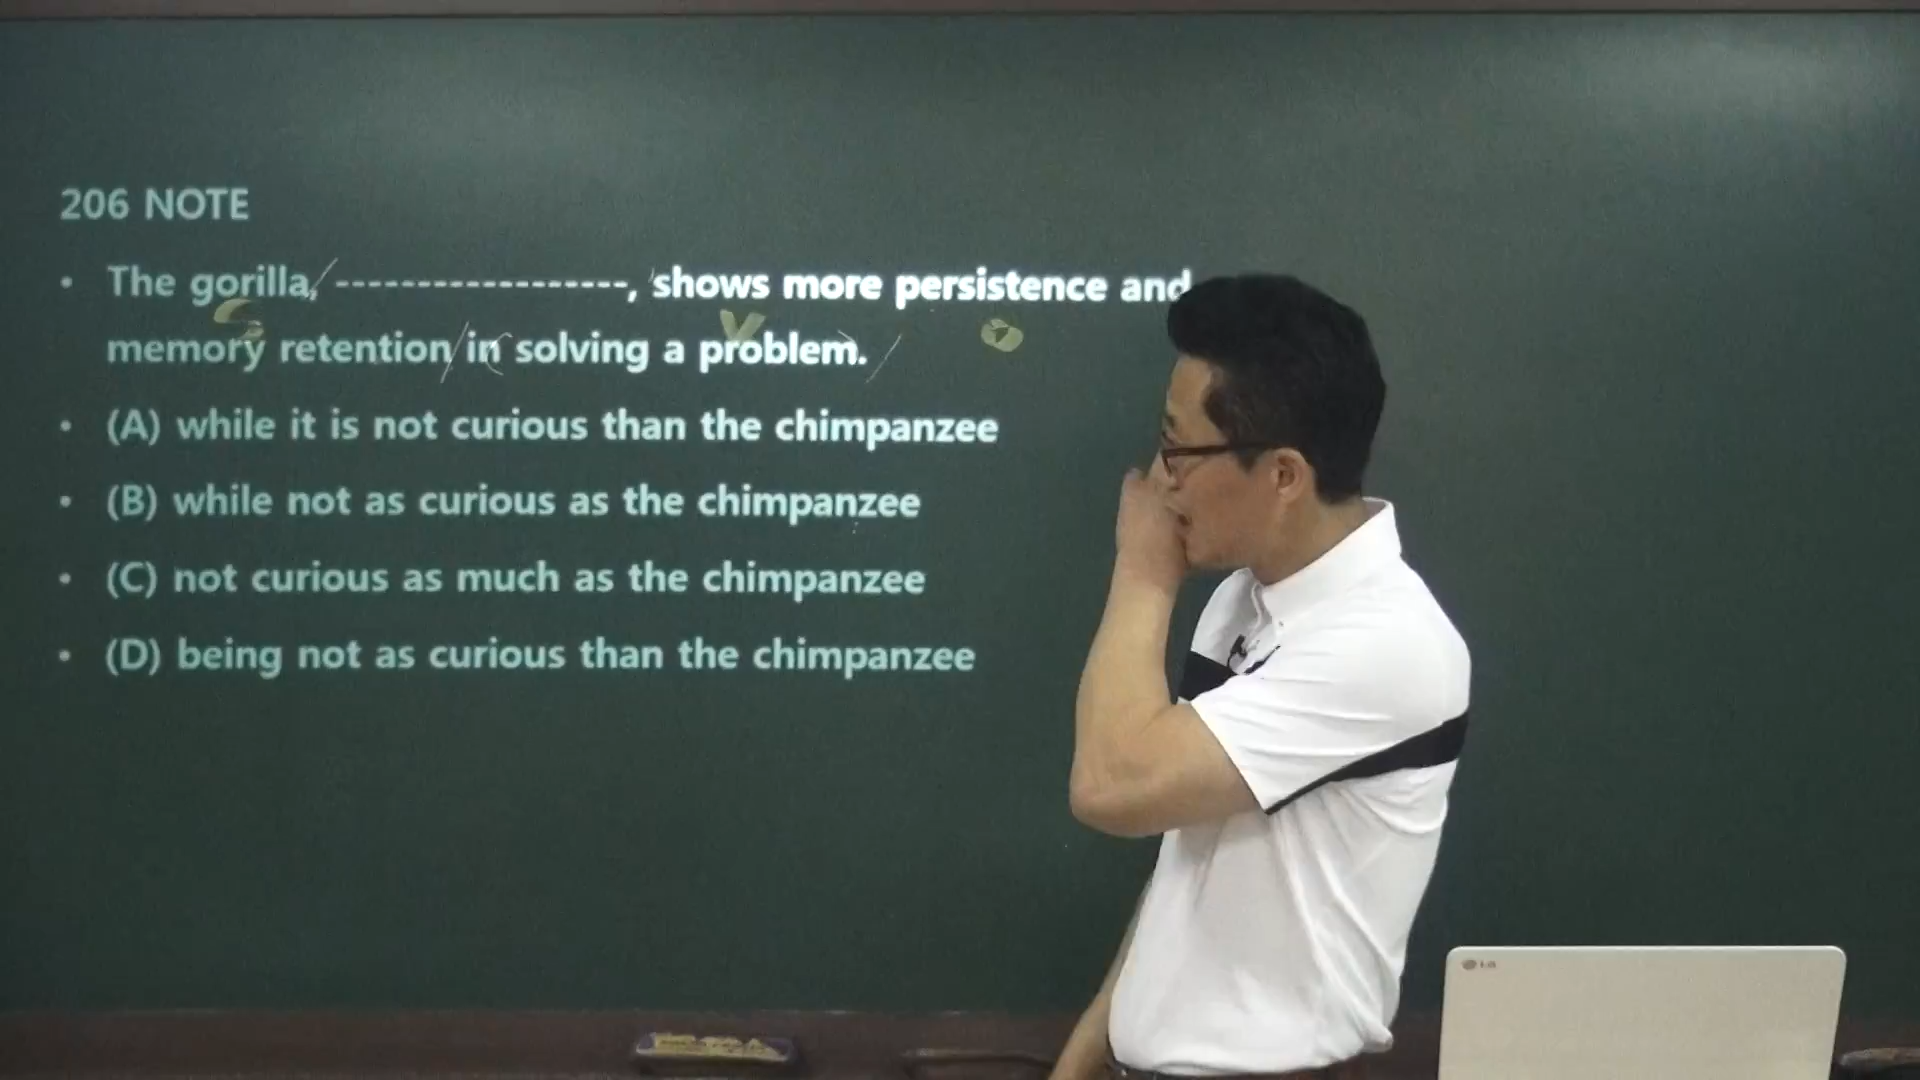 206 NOTE
• The gorilla, ------------------, shows more persistence and
memory retention in solving a problem.
S V O
• (A) while it is not curious than the chimpanzee
• (B) while not as curious as the chimpanzee
• (C) not curious as much as the chimpanzee
• (D) being not as curious than the chimpanzee
LG